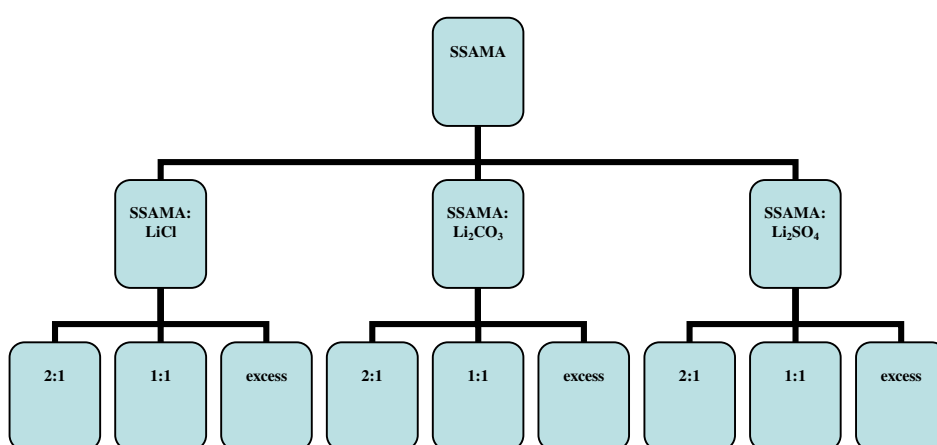 SSAMA
SSAMA:
LiCl
SSAMA:
Li₂CO₃
SSAMA:
Li₂SO₄
2:1
1:1
excess
2:1
1:1
excess
2:1
1:1
excess